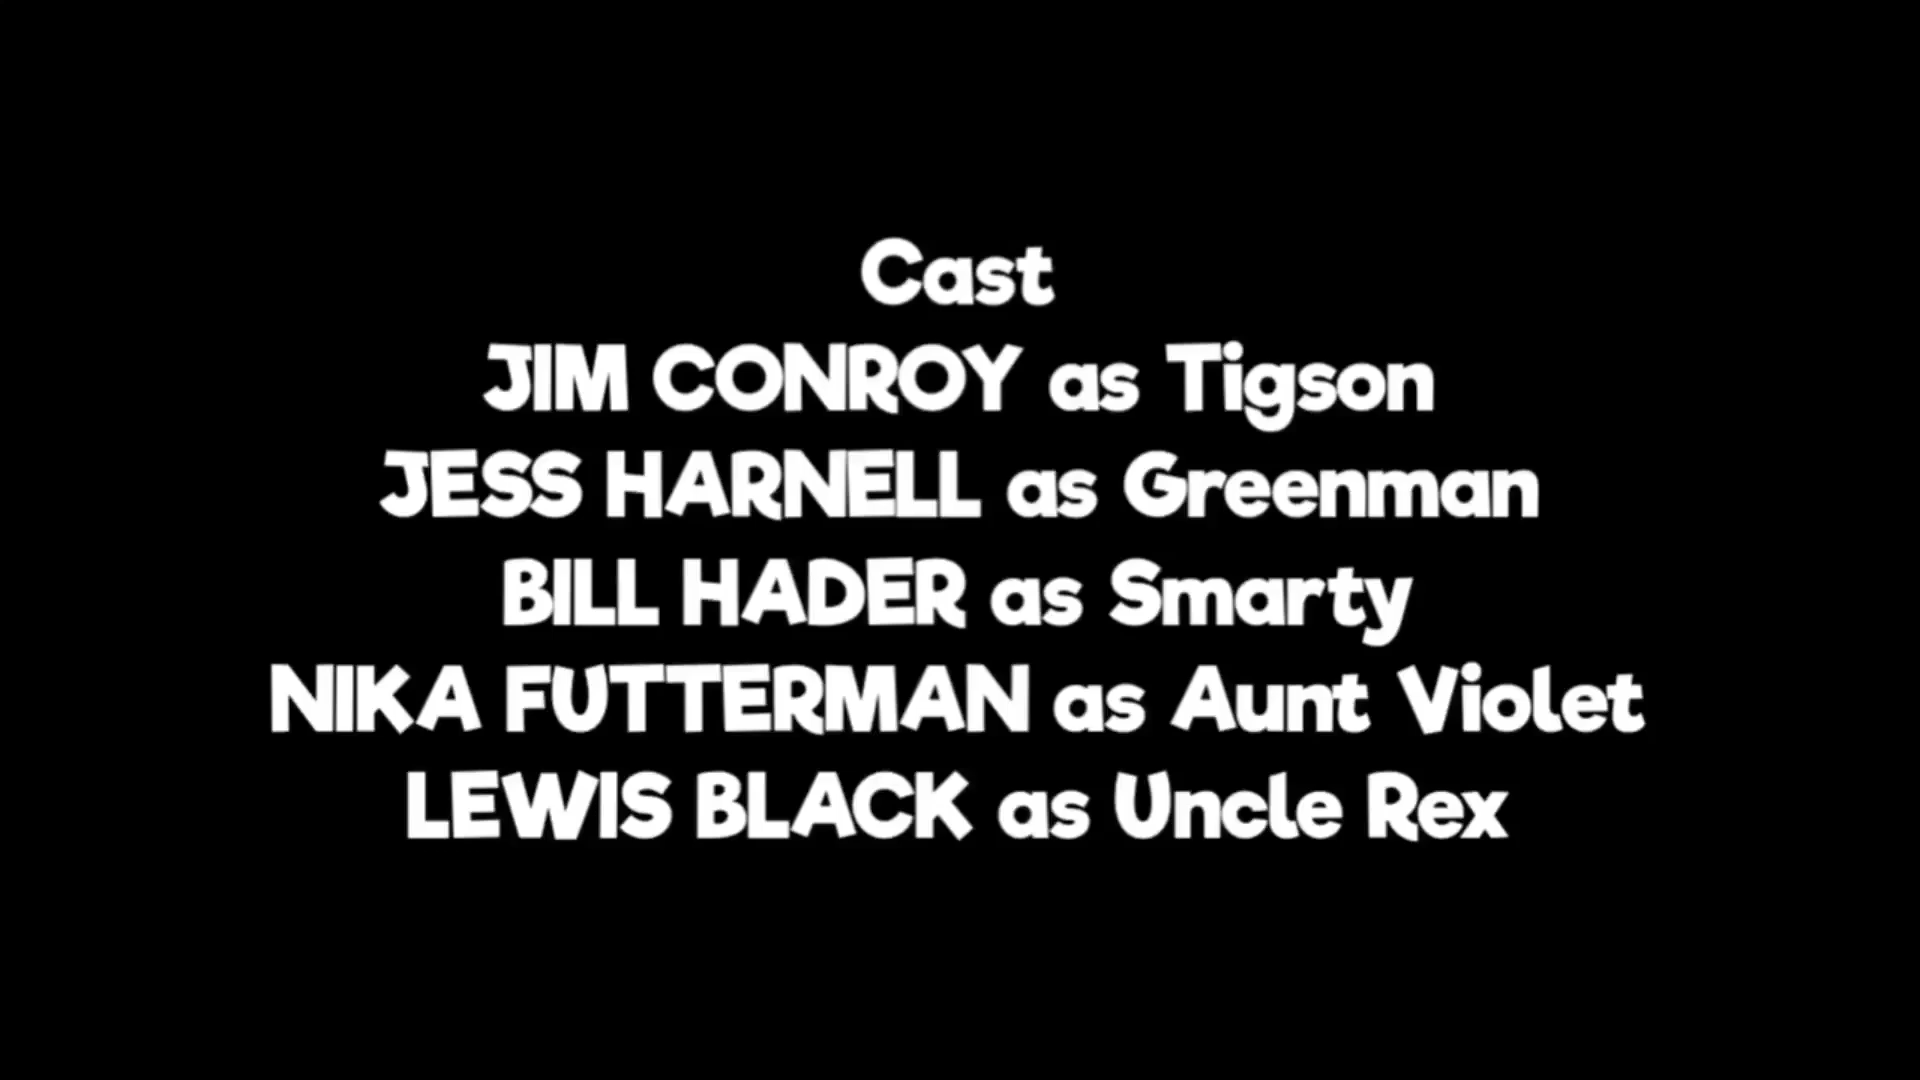 Cast
JIM CONROY as Tigson
JESS HARNELL as Greenman
BILL HADER as Smarty
NIKA FUTTERMAN as Aunt Violet
LEWIS BLACK as Uncle Rex